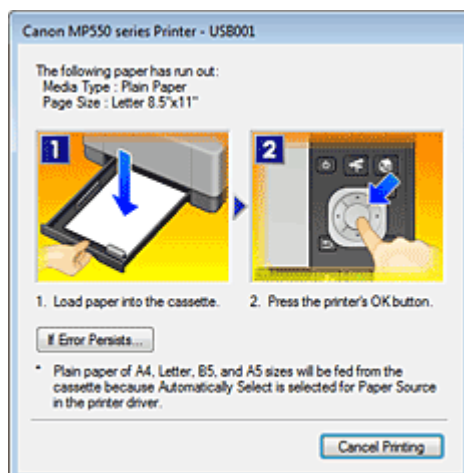 Canon MP550 series Printer - USB001
The following paper has run out:
Media Type : Plain Paper
Page Size : Letter 8.5"x11"
1
2
1. Load paper into the cassette.
2. Press the printer's OK button.
If Error Persists...
* Plain paper of A4, Letter, B5, and A5 sizes will be fed from the
cassette because Automatically Select is selected for Paper Source
in the printer driver.
Cancel Printing